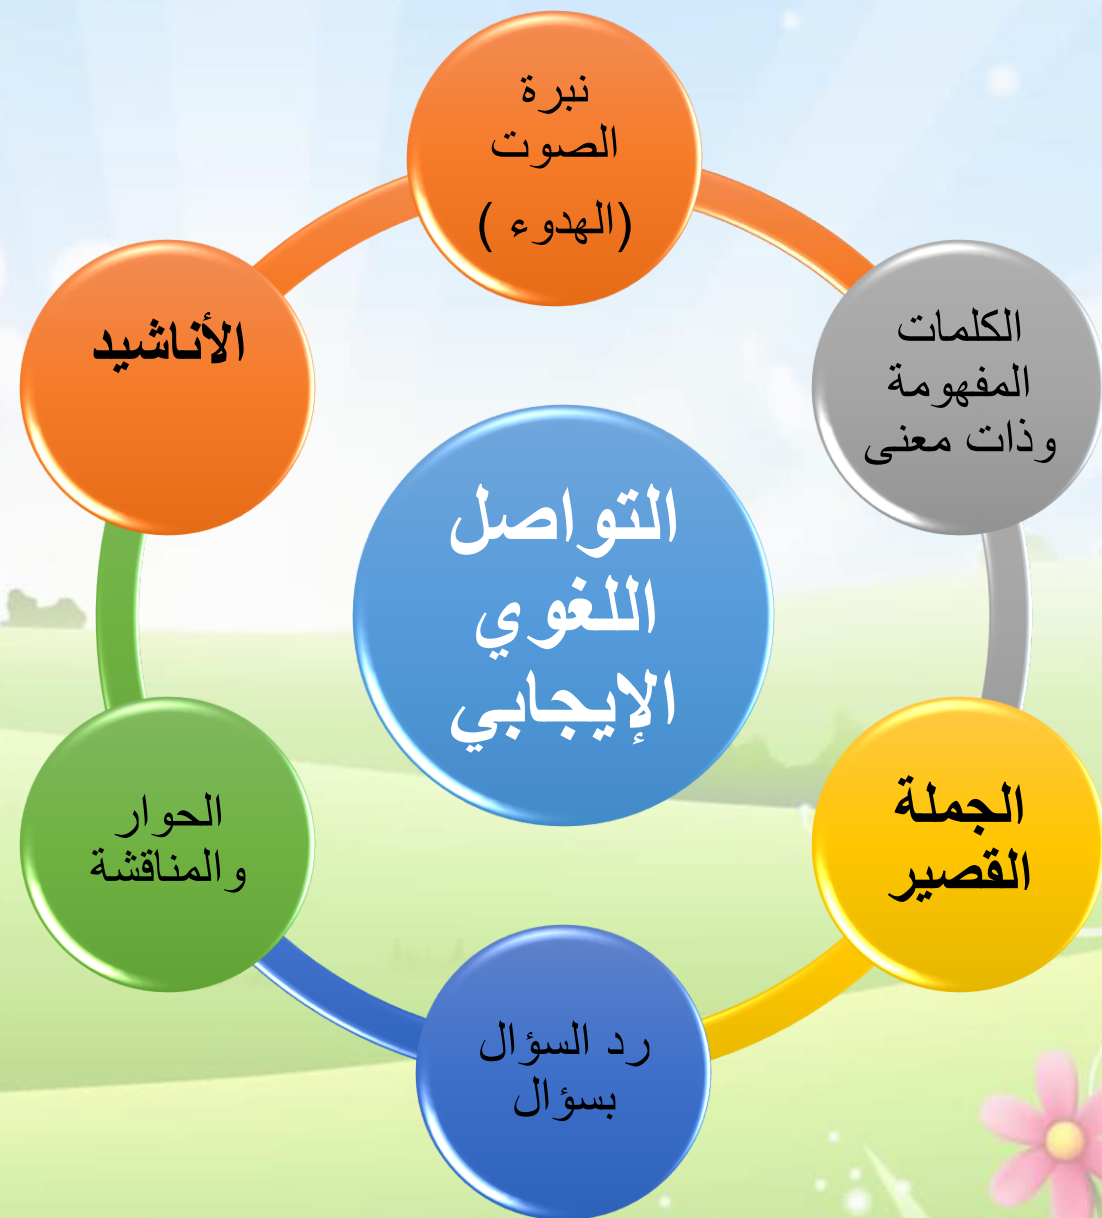 التواصل
اللغوي
الإيجابي
نبرة
الصوت
(الهدوء )
الكلمات
المفهومة
وذات معنى
الجملة
القصير
رد السؤال
بسؤال
الحوار
والمناقشة
الأناشيد